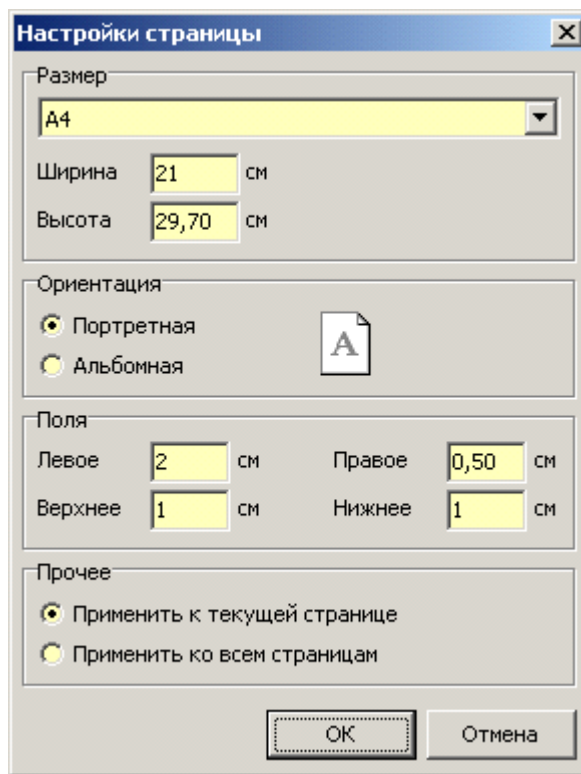 Настройки страницы
Размер
A4
Ширина 21 см
Высота 29,70 см
Ориентация
Портретная
A
Альбомная
Поля
Левое 2 см Правое 0,50 см
Верхнее 1 см Нижнее 1 см
Прочее
Применить к текущей странице
Применить ко всем страницам
OK Отмена